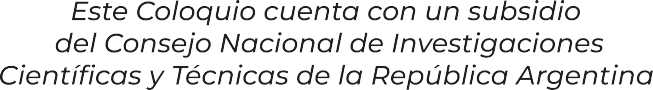 Este Coloquio cuenta con un subsidio
del Consejo Nacional de Investigaciones
Científicas y Técnicas de la República Argentina